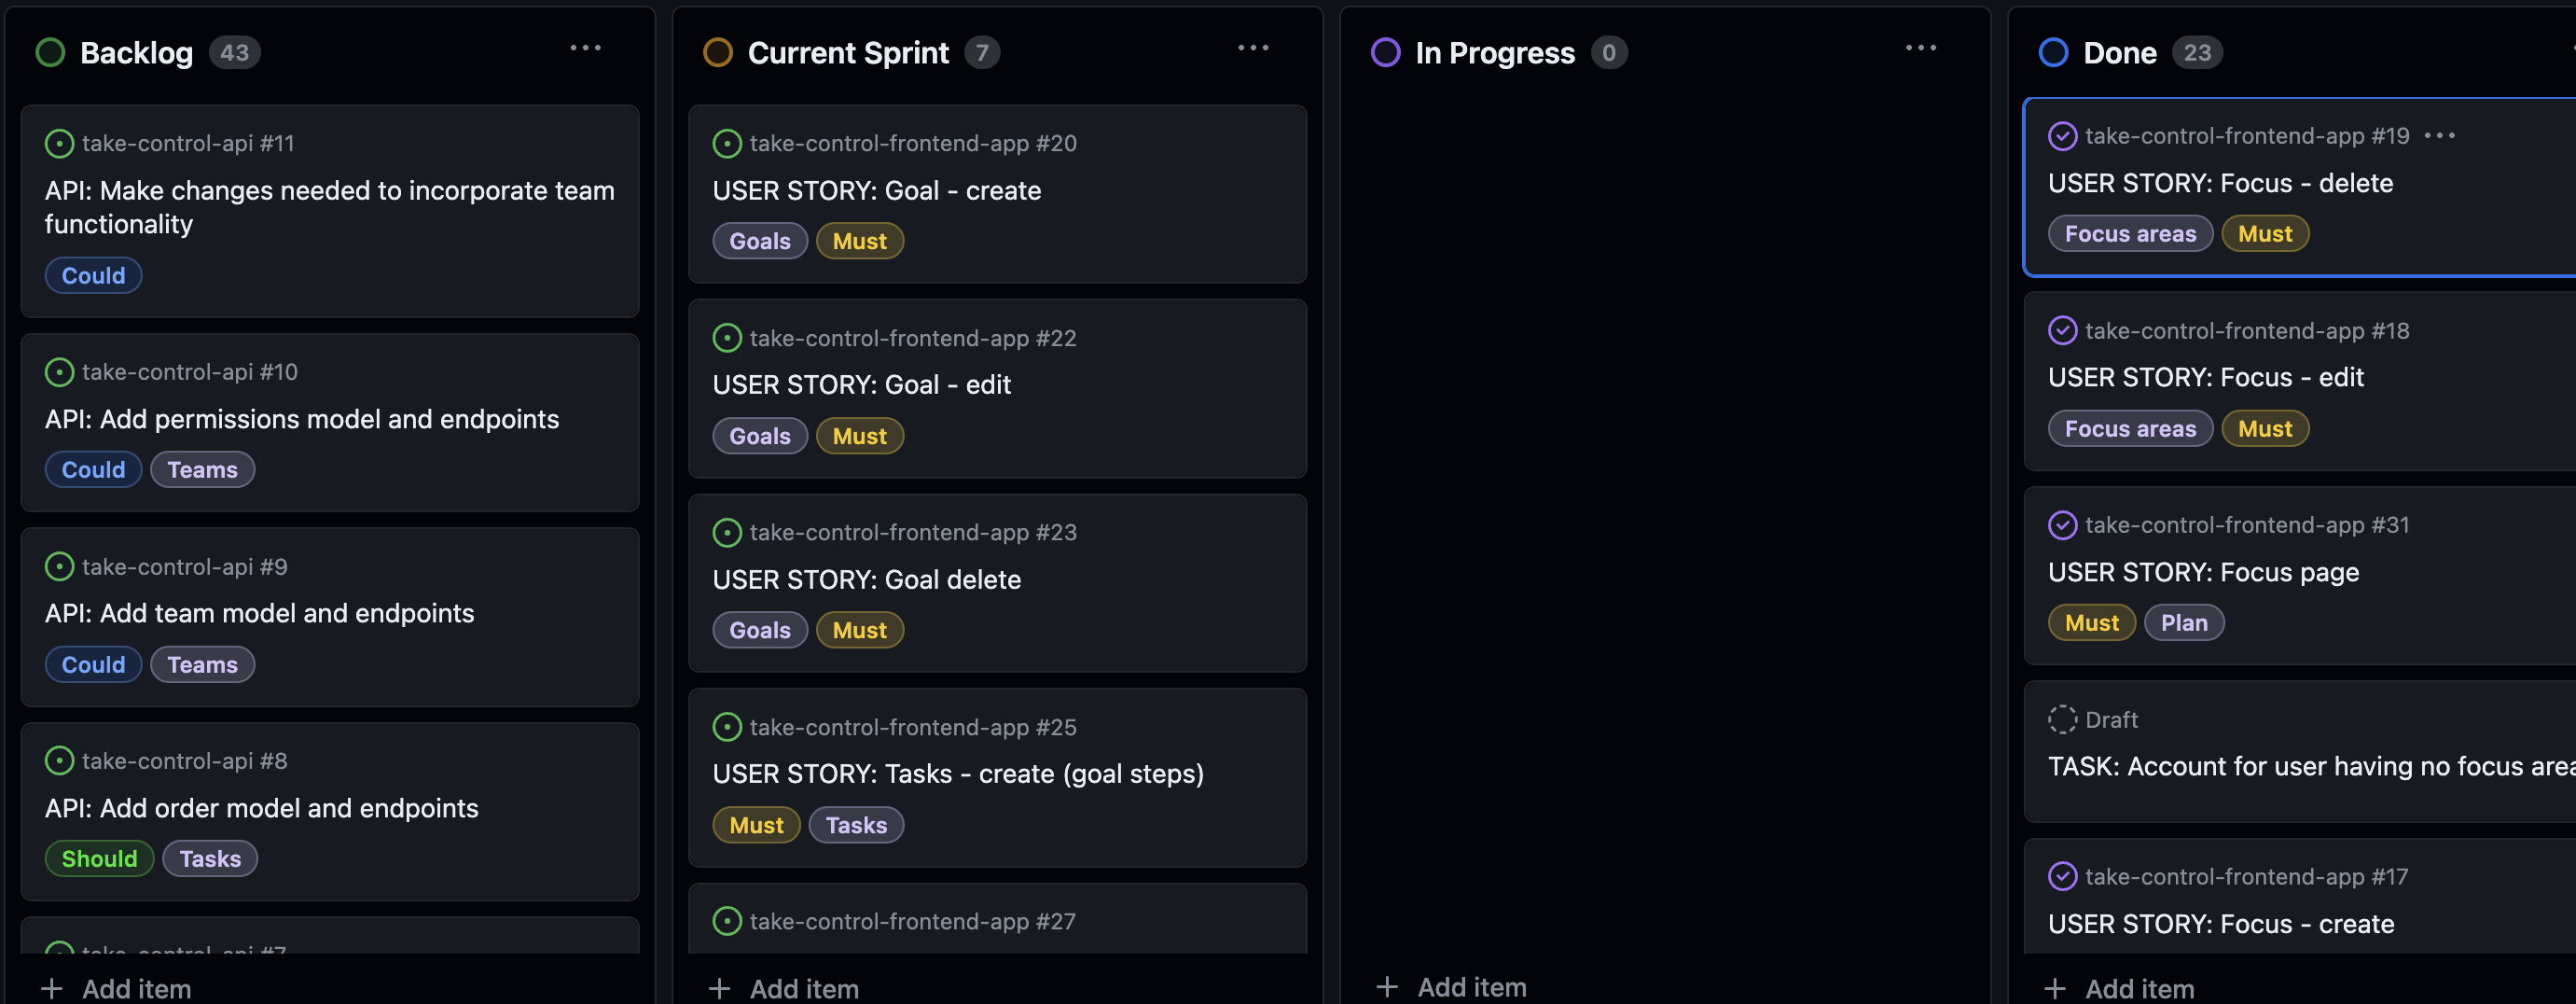 Backlog 43
take-control-api #11
API: Make changes needed to incorporate team
functionality
Could
take-control-api #10
API: Add permissions model and endpoints
Could Teams
take-control-api #9
API: Add team model and endpoints
Could Teams
take-control-api #8
API: Add order model and endpoints
Should Tasks
take-control-api #7
+ Add item
Current Sprint 7
take-control-frontend-app #20
USER STORY: Goal - create
Goals Must
take-control-frontend-app #22
USER STORY: Goal - edit
Goals Must
take-control-frontend-app #23
USER STORY: Goal delete
Goals Must
take-control-frontend-app #25
USER STORY: Tasks - create (goal steps)
Must Tasks
take-control-frontend-app #27
+ Add item
In Progress 0
+ Add item
Done 23
take-control-frontend-app #19
USER STORY: Focus - delete
Focus areas Must
take-control-frontend-app #18
USER STORY: Focus - edit
Focus areas Must
take-control-frontend-app #31
USER STORY: Focus page
Must Plan
Draft
TASK: Account for user having no focus area
take-control-frontend-app #17
USER STORY: Focus - create
+ Add item